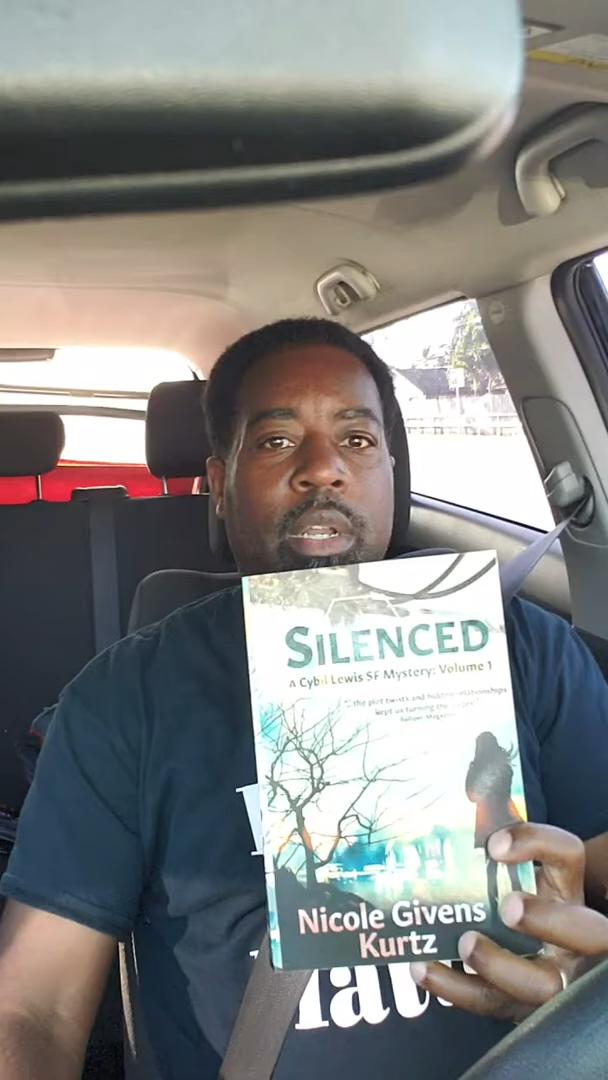 SILENCED
A Cybil Lewis SF Mystery: Volume 1
"...the plot twists and hidden relationships
kept us turning the pages."
Nicole Givens
Kurtz